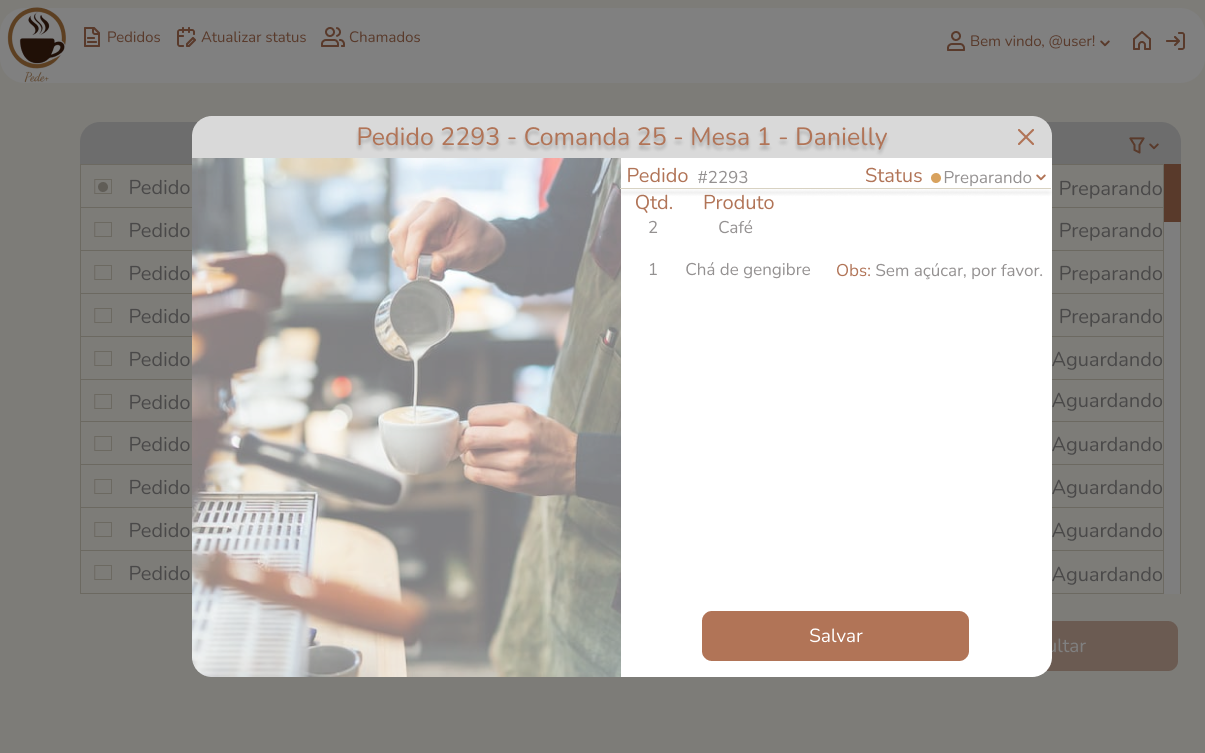 Pedidos Atualizar status Chamados
Bem vindo, @user!
Pede+
Pedido 2293 - Comanda 25 - Mesa 1 - Danielly
Pedido #2293 Status Preparando
Qtd. Produto
2 Café
1 Chá de gengibre Obs: Sem açúcar, por favor.
Salvar
Pedido Preparando
Pedido Preparando
Pedido Preparando
Pedido Preparando
Pedido Aguardando
Pedido Aguardando
Pedido Aguardando
Pedido Aguardando
Pedido Aguardando
Pedido Aguardando
ultar